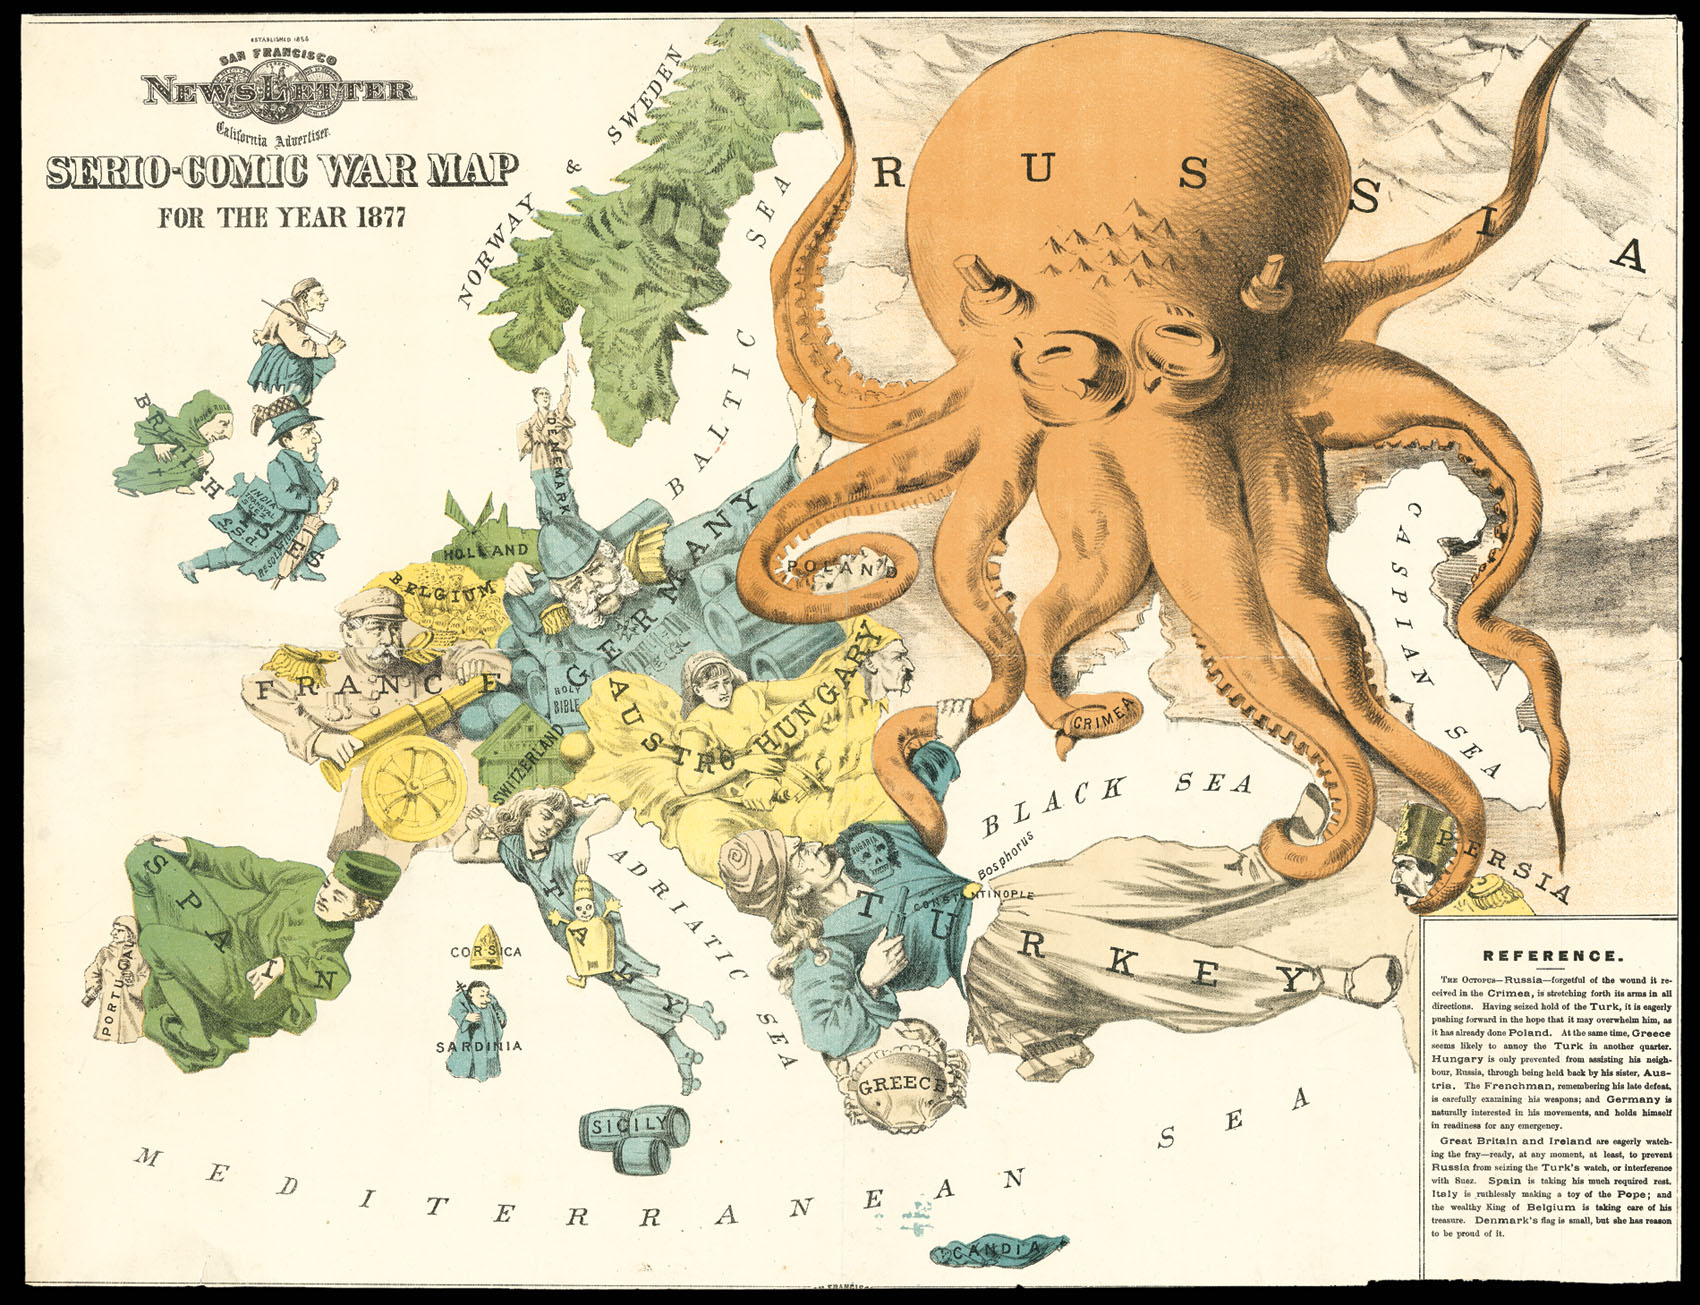 ESTABLISHED 1856
SAN FRANCISCO
NEWS LETTER
California Advertiser.
SERIO-COMIC WAR MAP
FOR THE YEAR 1877
NORWAY & SWEDEN
BALTIC SEA
RUSSIA
BRITISH ISLES
HOME RULE
INDIA
TRANSVAAL
SUEZ
£.S.d
RESOLUTIONS
DENEMARK
HOLLAND
BELGIUM
GERMANY
POLAND
FRANCE
HOLY
BIBLE
SWITZERLAND
AUSTRO HUNGARY
CRIMEA
CASPIAN SEA
BLACK SEA
Bosphorus
CONSTANTINOPLE
BULGARIA
TURKEY
PERSIA
SPAIN
PORTUGAL
ITALY
ADRIATIC SEA
CORSICA
SARDINIA
GREECE
SICILY
MEDITERRANEAN SEA
CANDIA
REFERENCE.
The Octopus—Russia—forgetful of the wound it re-
ceived in the Crimea, is stretching forth its arms in all
directions. Having seized hold of the Turk, it is eagerly
pushing forward in the hope that it may overwhelm him, as
it has already done Poland. At the same time, Greece
seems likely to annoy the Turk in another quarter.
Hungary is only prevented from assisting his neigh-
bour, Russia, through being held back by his sister, Aus-
tria. The Frenchman, remembering his late defeat,
is carefully examining his weapons; and Germany is
naturally interested in his movements, and holds himself
in readiness for any emergency.
Great Britain and Ireland are eagerly watch-
ing the fray—ready, at any moment, at least, to prevent
Russia from seizing the Turk's watch, or interference
with Suez. Spain is taking his much required rest.
Italy is ruthlessly making a toy of the Pope; and
the wealthy King of Belgium is taking care of his
treasure. Denmark's flag is small, but she has reason
to be proud of it.